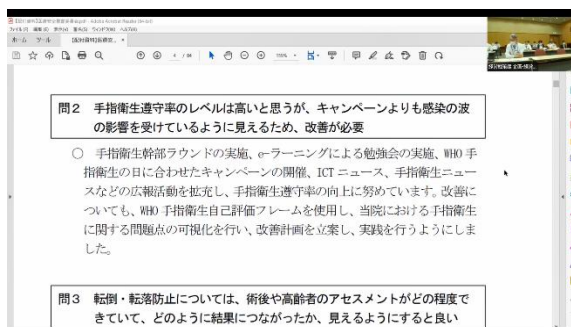 ホーム ツール
問2 手指衛生遵守率のレベルは高いと思うが、キャンペーンよりも感染の波
の影響を受けているように見えるため、改善が必要
○ 手指衛生幹部ラウンドの実施、e-ラーニングによる勉強会の実施、WHO 手
指衛生の日に合わせたキャンペーンの開催、ICT ニュース、手指衛生ニュー
スなどの広報活動を拡充し、手指衛生遵守率の向上に努めています。改善に
ついても、WHO 手指衛生自己評価フレームを使用し、当院における手指衛生
に関する問題点の可視化を行い、改善計画を立案し、実践を行うようにしま
した。
問3 転倒・転落防止については、術後や高齢者のアセスメントがどの程度で
きていて、どのように結果につながったか、見えるようにすると良い